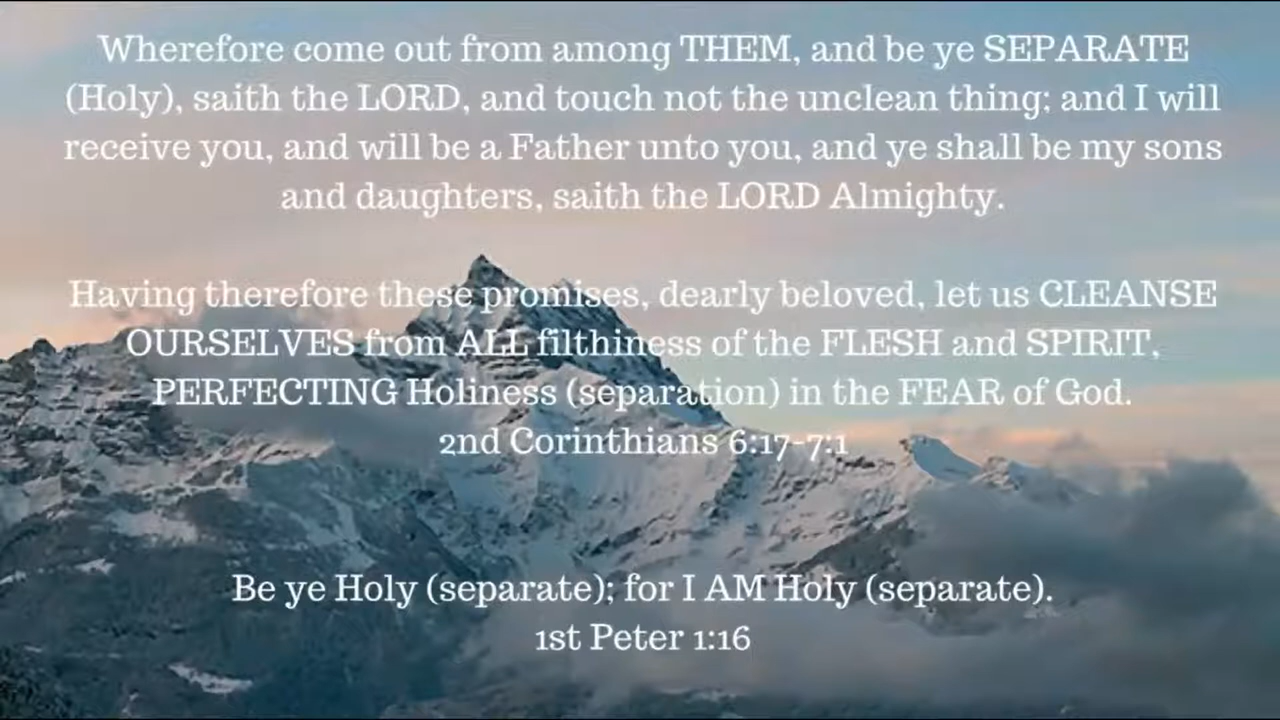 Wherefore come out from among THEM, and be ye SEPARATE
(Holy), saith the LORD, and touch not the unclean thing; and I will
receive you, and will be a Father unto you, and ye shall be my sons
and daughters, saith the LORD Almighty.
Having therefore these promises, dearly beloved, let us CLEANSE
OURSELVES from ALL filthiness of the FLESH and SPIRIT,
PERFECTING Holiness (separation) in the FEAR of God.
2nd Corinthians 6:17-7:1
Be ye Holy (separate); for I AM Holy (separate).
1st Peter 1:16